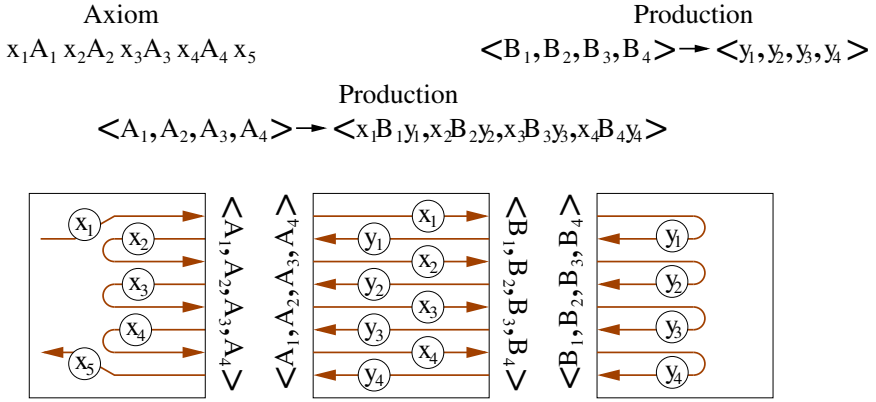 Axiom
x₁A₁ x₂A₂ x₃A₃ x₄A₄ x₅
Production
<B₁,B₂,B₃,B₄>→<y₁,y₂,y₃,y₄>
Production
<A₁,A₂,A₃,A₄>→<x₁B₁y₁,x₂B₂y₂,x₃B₃y₃,x₄B₄y₄>
x₁
x₂
x₃
x₄
x₅
<A₁,A₂,A₃,A₄>
<A₁,A₂,A₃,A₄>
x₁
y₁
x₂
y₂
x₃
y₃
x₄
y₄
<B₁,B₂,B₃,B₄>
<B₁,B₂,B₃,B₄>
y₁
y₂
y₃
y₄